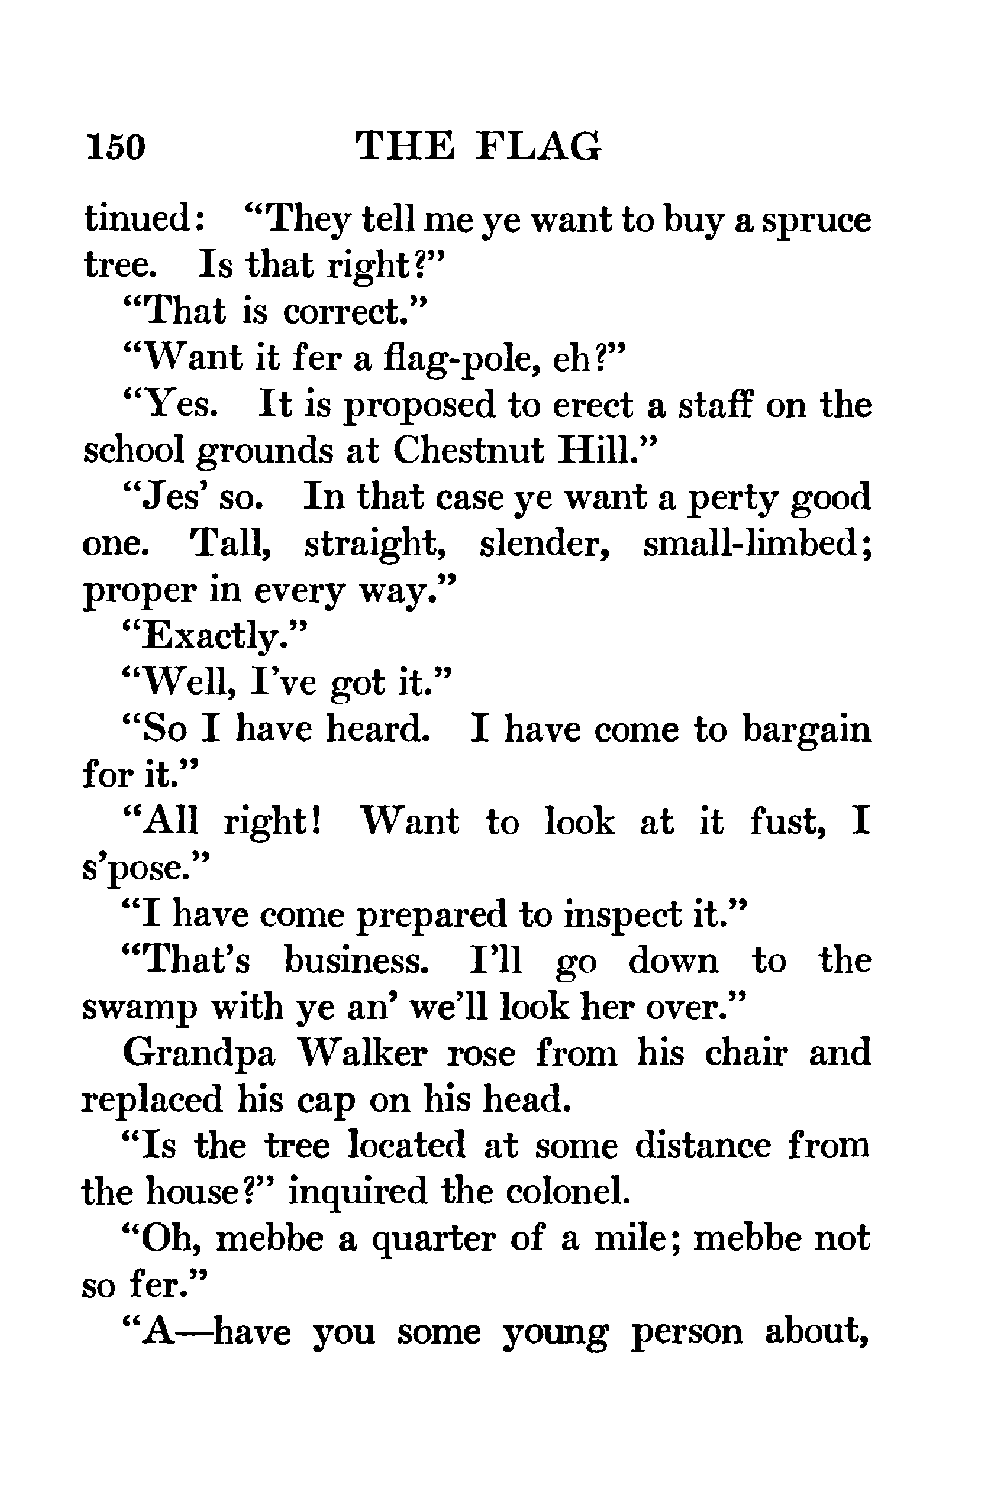 150 THE FLAG
tinued: “They tell me ye want to buy a spruce
tree. Is that right?”
“That is correct.”
“Want it fer a flag-pole, eh?”
“Yes. It is proposed to erect a staff on the
school grounds at Chestnut Hill.”
“Jes’ so. In that case ye want a perty good
one. Tall, straight, slender, small-limbed;
proper in every way.”
“Exactly.”
“Well, I’ve got it.”
“So I have heard. I have come to bargain
for it.”
“All right! Want to look at it fust, I
s’pose.”
“I have come prepared to inspect it.”
“That’s business. I’ll go down to the
swamp with ye an’ we’ll look her over.”
Grandpa Walker rose from his chair and
replaced his cap on his head.
“Is the tree located at some distance from
the house?” inquired the colonel.
“Oh, mebbe a quarter of a mile; mebbe not
so fer.”
“A—have you some young person about,